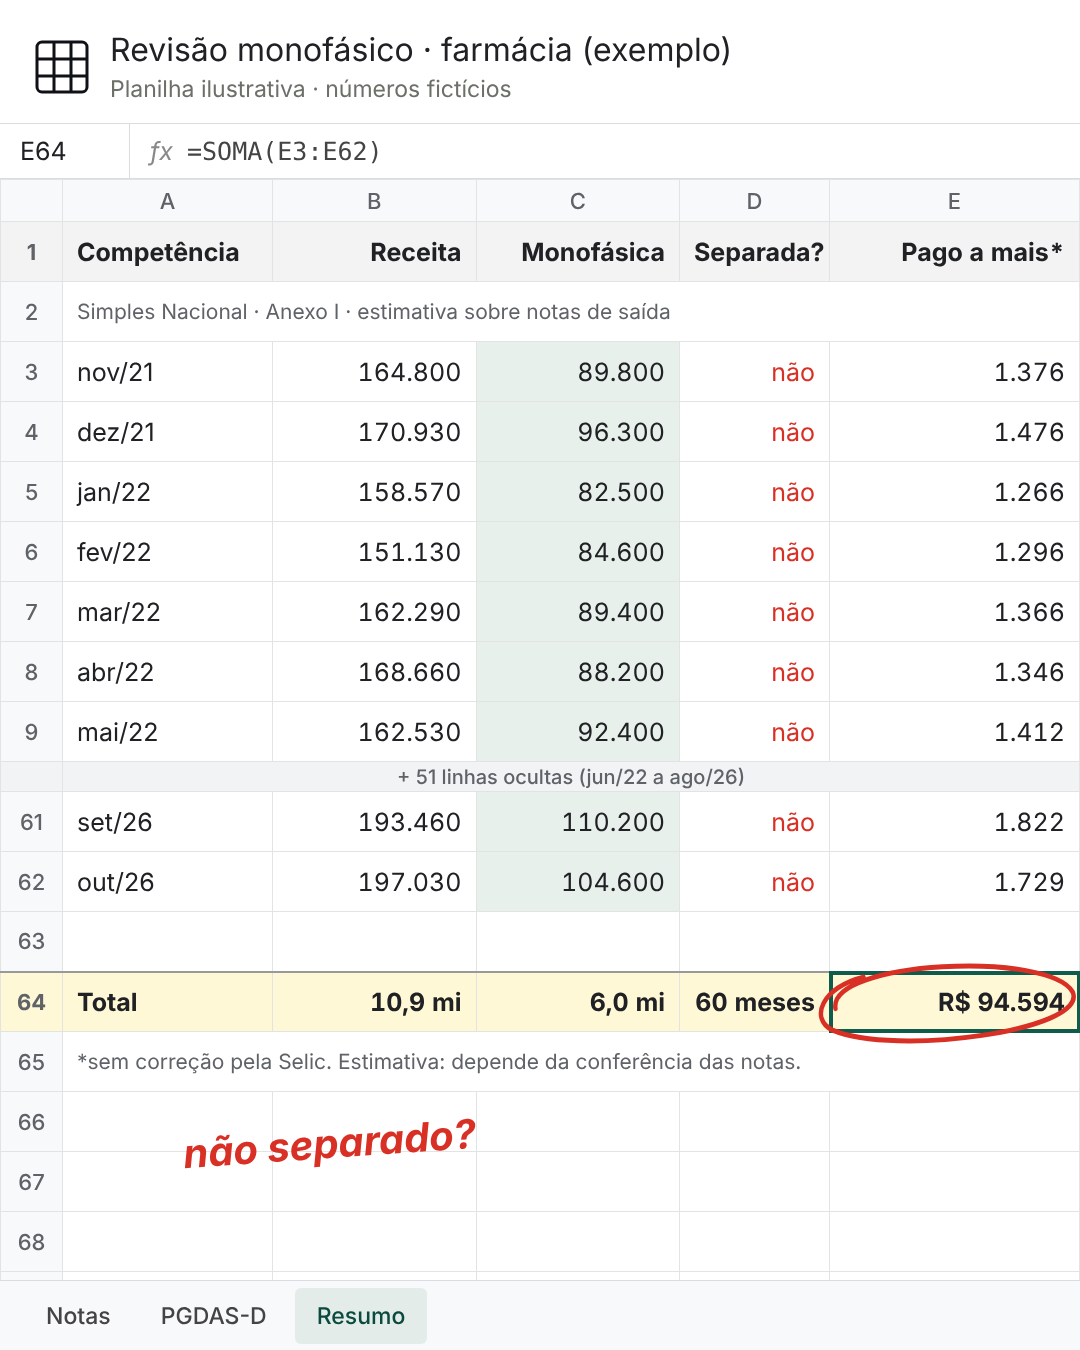 Revisão monofásico · farmácia (exemplo)
Planilha ilustrativa · números fictícios
E64 fx =SOMA(E3:E62)
A B C D E
1 Competência Receita Monofásica Separada? Pago a mais*
2 Simples Nacional · Anexo I · estimativa sobre notas de saída
3 nov/21 164.800 89.800 não 1.376
4 dez/21 170.930 96.300 não 1.476
5 jan/22 158.570 82.500 não 1.266
6 fev/22 151.130 84.600 não 1.296
7 mar/22 162.290 89.400 não 1.366
8 abr/22 168.660 88.200 não 1.346
9 mai/22 162.530 92.400 não 1.412
+ 51 linhas ocultas (jun/22 a ago/26)
61 set/26 193.460 110.200 não 1.822
62 out/26 197.030 104.600 não 1.729
63
64 Total 10,9 mi 6,0 mi 60 meses R$ 94.594
65 *sem correção pela Selic. Estimativa: depende da conferência das notas.
66
não separado?
67
68
Notas PGDAS-D Resumo